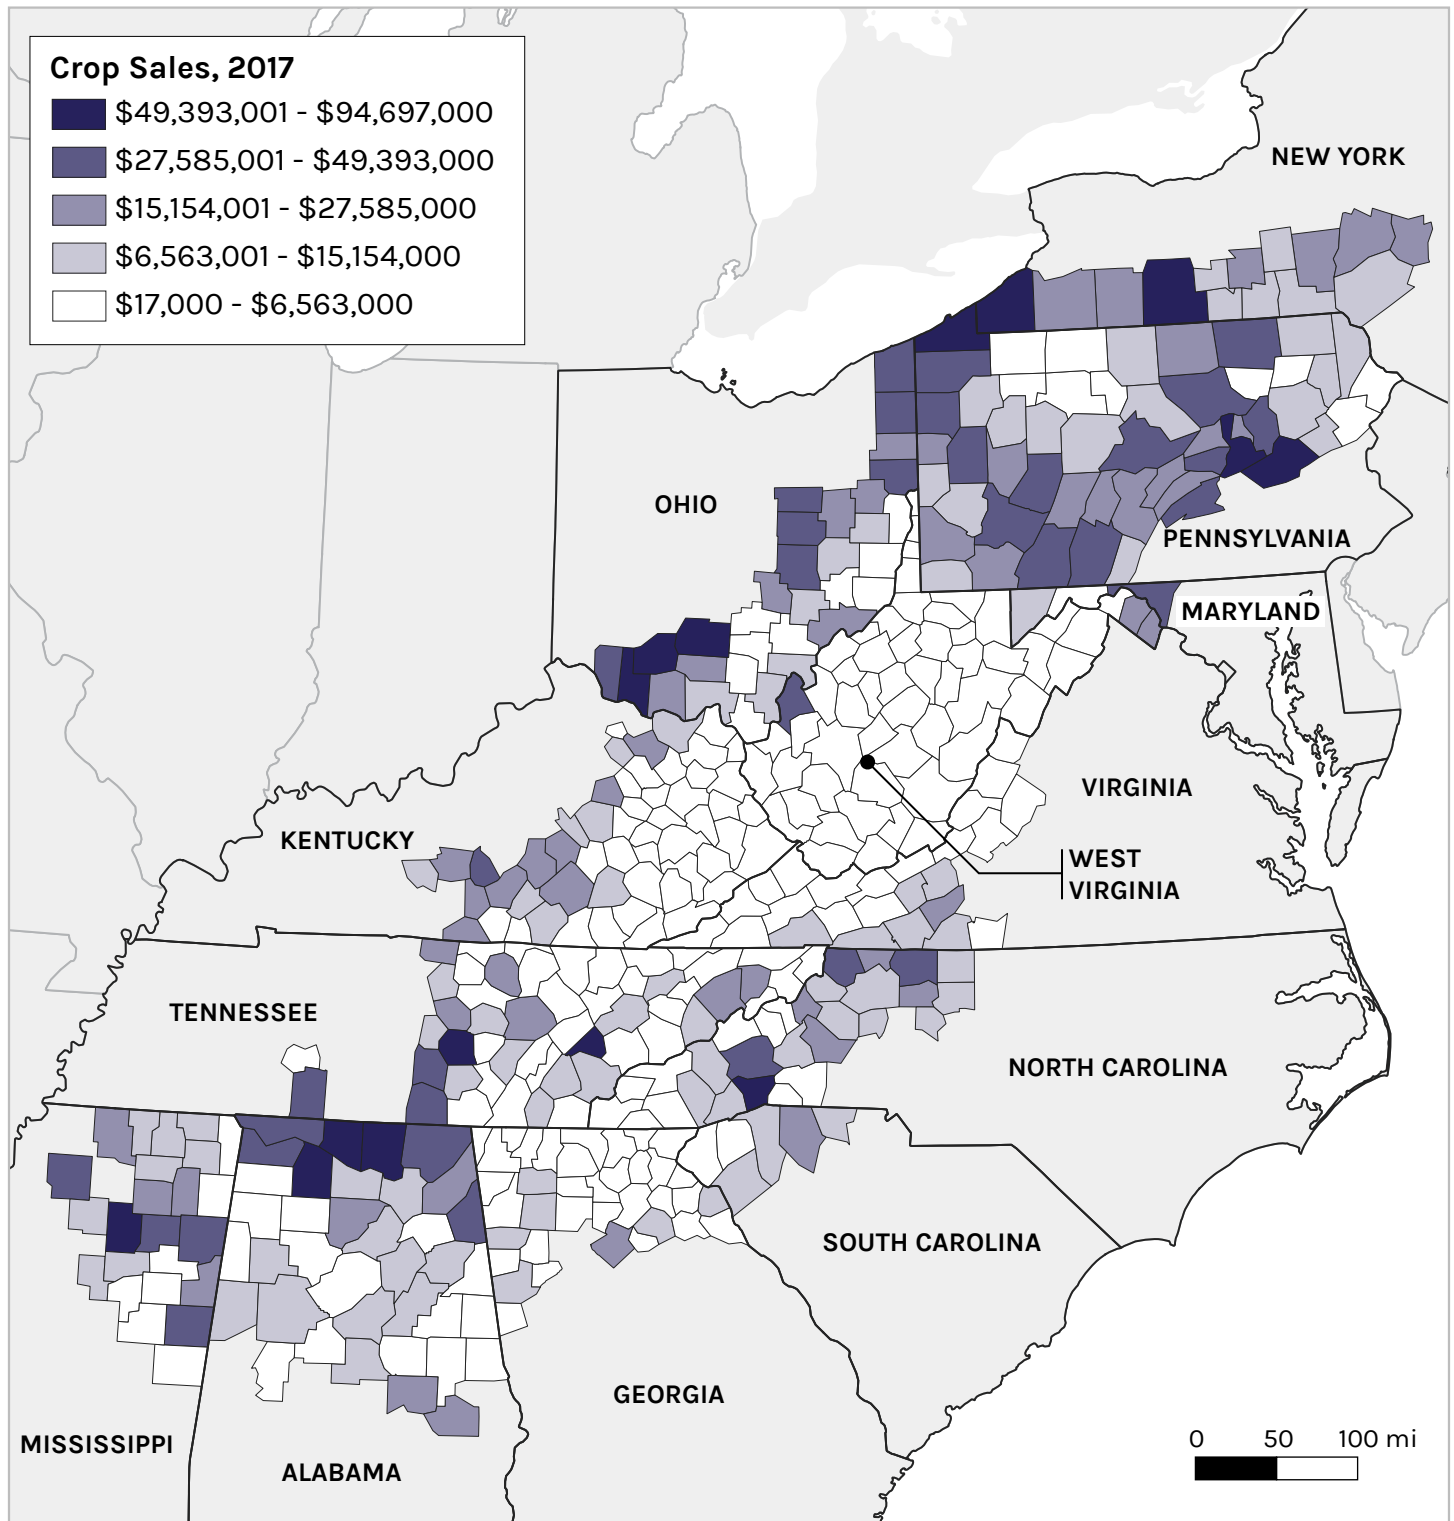 Crop Sales, 2017
$49,393,001 - $94,697,000
$27,585,001 - $49,393,000
$15,154,001 - $27,585,000
$6,563,001 - $15,154,000
$17,000 - $6,563,000
NEW YORK
OHIO
PENNSYLVANIA
MARYLAND
VIRGINIA
KENTUCKY
WEST
VIRGINIA
TENNESSEE
NORTH CAROLINA
SOUTH CAROLINA
GEORGIA
MISSISSIPPI
ALABAMA
0 50 100 mi